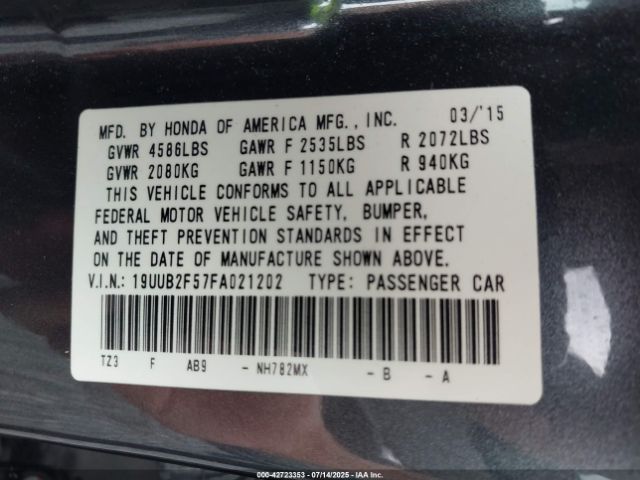 MFD. BY HONDA OF AMERICA MFG., INC. 03/'15
GVWR 4586LBS GAWR F 2535LBS R 2072LBS
GVWR 2080KG GAWR F 1150KG R 940KG
THIS VEHICLE CONFORMS TO ALL APPLICABLE
FEDERAL MOTOR VEHICLE SAFETY, BUMPER,
AND THEFT PREVENTION STANDARDS IN EFFECT
ON THE DATE OF MANUFACTURE SHOWN ABOVE.
V.I.N.: 19UUB2F57FA021202 TYPE: PASSENGER CAR
TZ3 F AB9 - NH782MX - B - A
000-42723353 07/14/2025 IAA Inc.